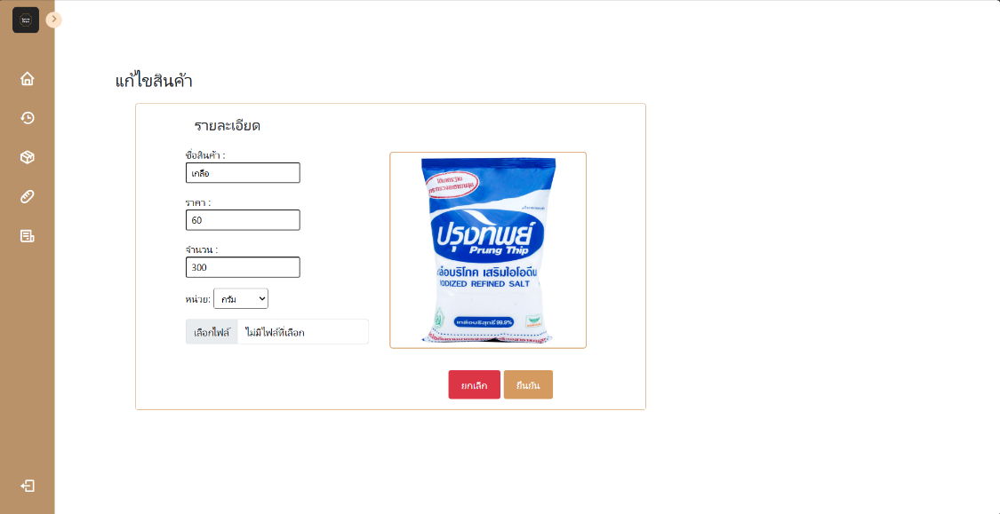 แก้ไขสินค้า
รายละเอียด
ชื่อสินค้า :
เกลือ
ราคา :
60
จำนวน :
300
หน่วย: กรัม
เลือกไฟล์ ไม่มีไฟล์ที่เลือก
ปรุงทิพย์
Prung Thip
บริโภค เสริมไอโอดีน
IODIZED REFINED SALT
เกลือบริสุทธิ์ 99.9%
ยกเลิก ยืนยัน